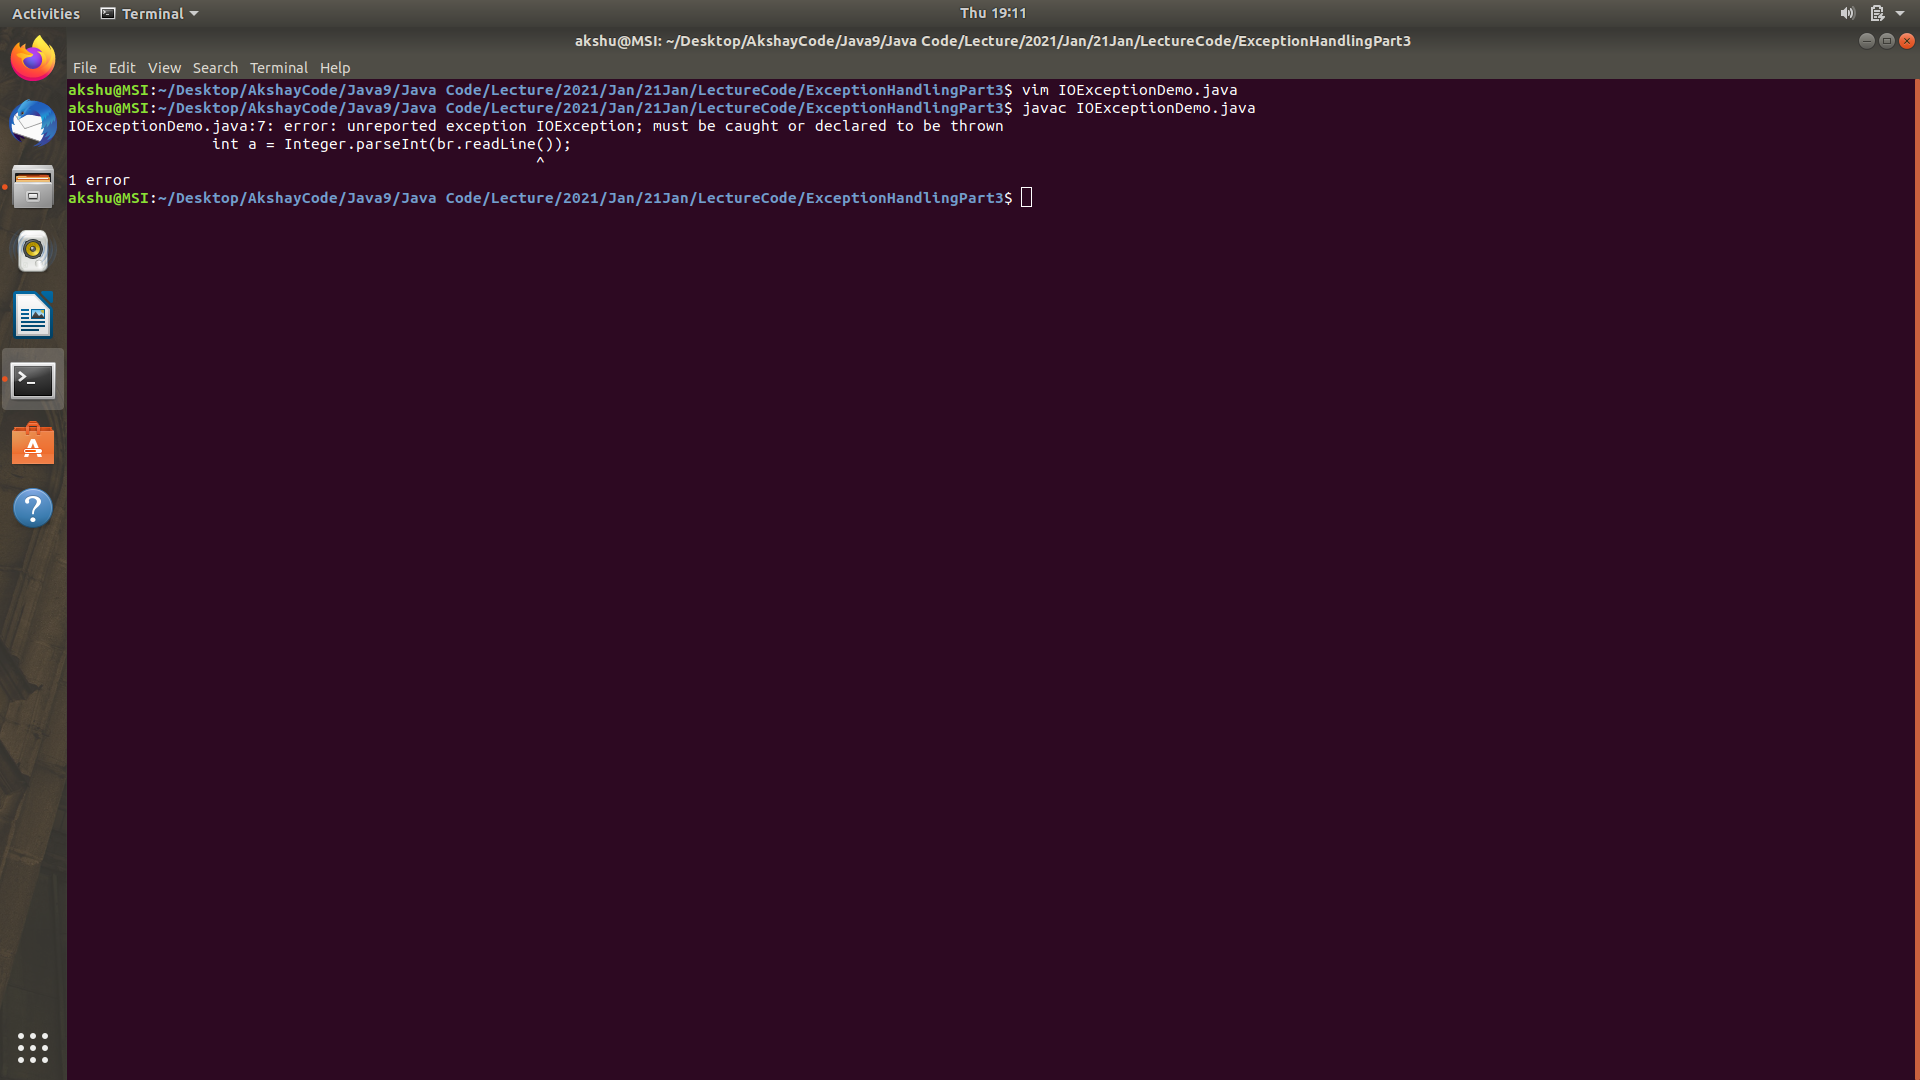 Activities Terminal Thu 19:11
akshu@MSI: ~/Desktop/AkshayCode/Java9/Java Code/Lecture/2021/Jan/21Jan/LectureCode/ExceptionHandlingPart3
File Edit View Search Terminal Help
akshu@MSI:~/Desktop/AkshayCode/Java9/Java Code/Lecture/2021/Jan/21Jan/LectureCode/ExceptionHandlingPart3$ vim IOExceptionDemo.java
akshu@MSI:~/Desktop/AkshayCode/Java9/Java Code/Lecture/2021/Jan/21Jan/LectureCode/ExceptionHandlingPart3$ javac IOExceptionDemo.java
IOExceptionDemo.java:7: error: unreported exception IOException; must be caught or declared to be thrown
                int a = Integer.parseInt(br.readLine());
                                                    ^
1 error
akshu@MSI:~/Desktop/AkshayCode/Java9/Java Code/Lecture/2021/Jan/21Jan/LectureCode/ExceptionHandlingPart3$